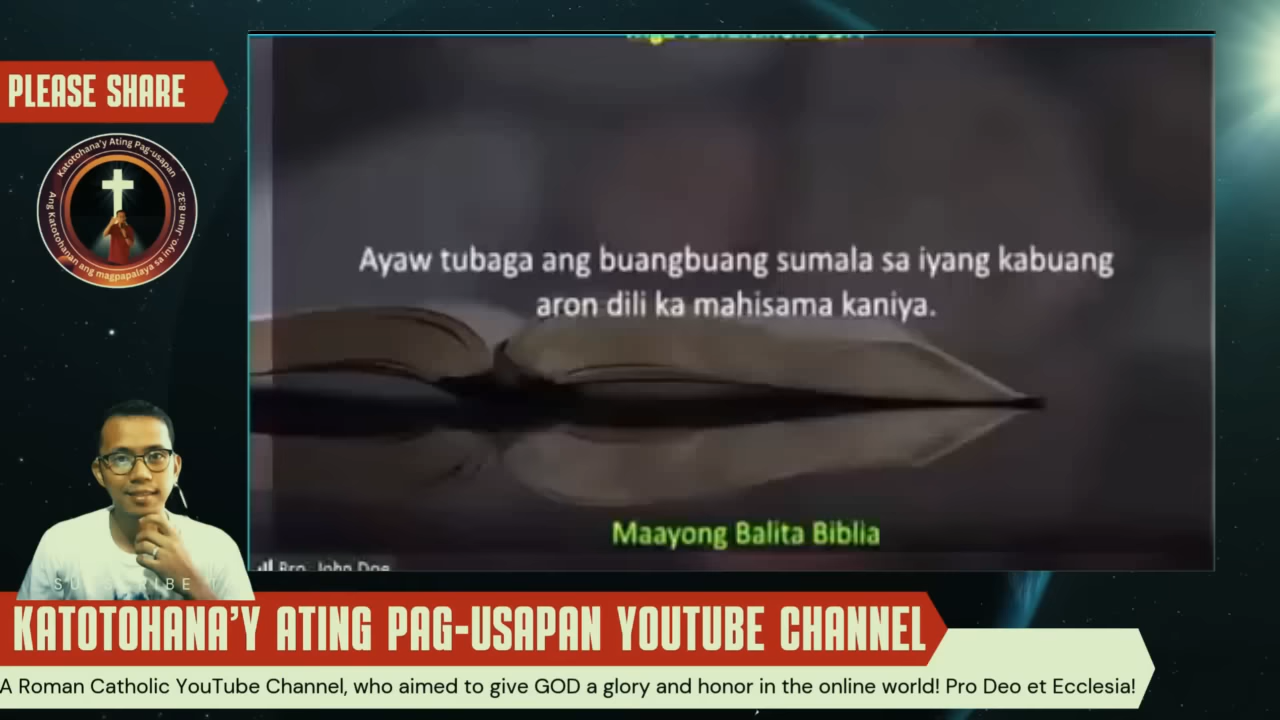 PLEASE SHARE
Katotohana'y Ating Pag-usapan
Ang Katotohanan ang magpapalaya sa inyo. Juan 8:32
Ayaw tubaga ang buangbuang sumala sa iyang kabuang
aron dili ka mahisama kaniya.
Maayong Balita Biblia
Bro. John Doe
KATOTOHANA'Y ATING PAG-USAPAN YOUTUBE CHANNEL
A Roman Catholic YouTube Channel, who aimed to give GOD a glory and honor in the online world! Pro Deo et Ecclesia!